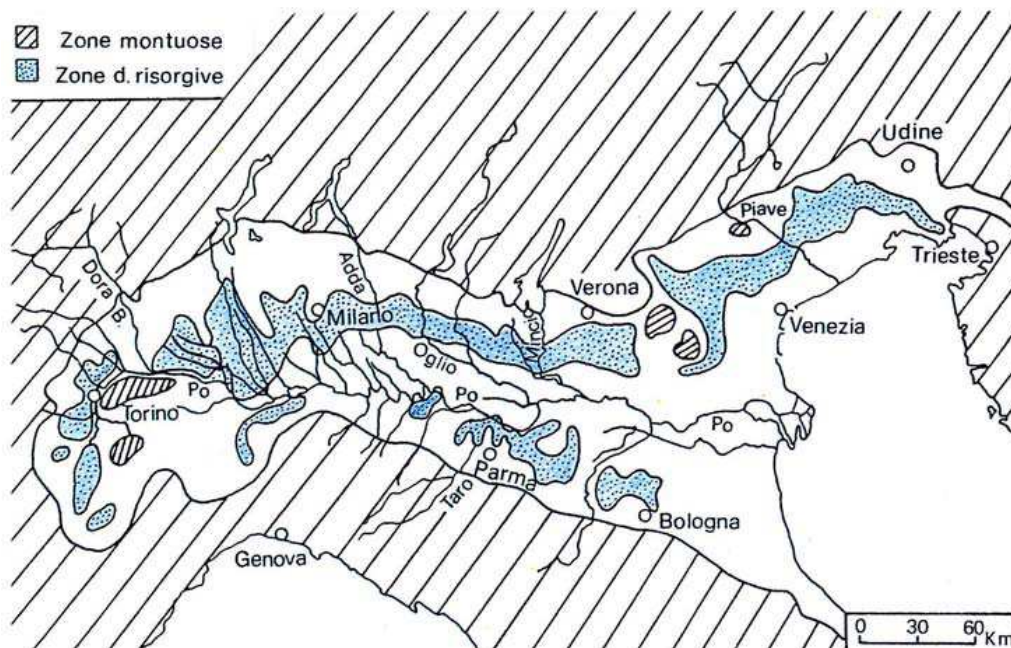 Zone montuose
Zone d. risorgive
Udine
Piave
Trieste
Dora B.
Adda
Verona
Milano
Venezia
Mincio
Oglio
Po
Po
Torino
Po
Parma
Taro
Bologna
Genova
0 30 60
Km